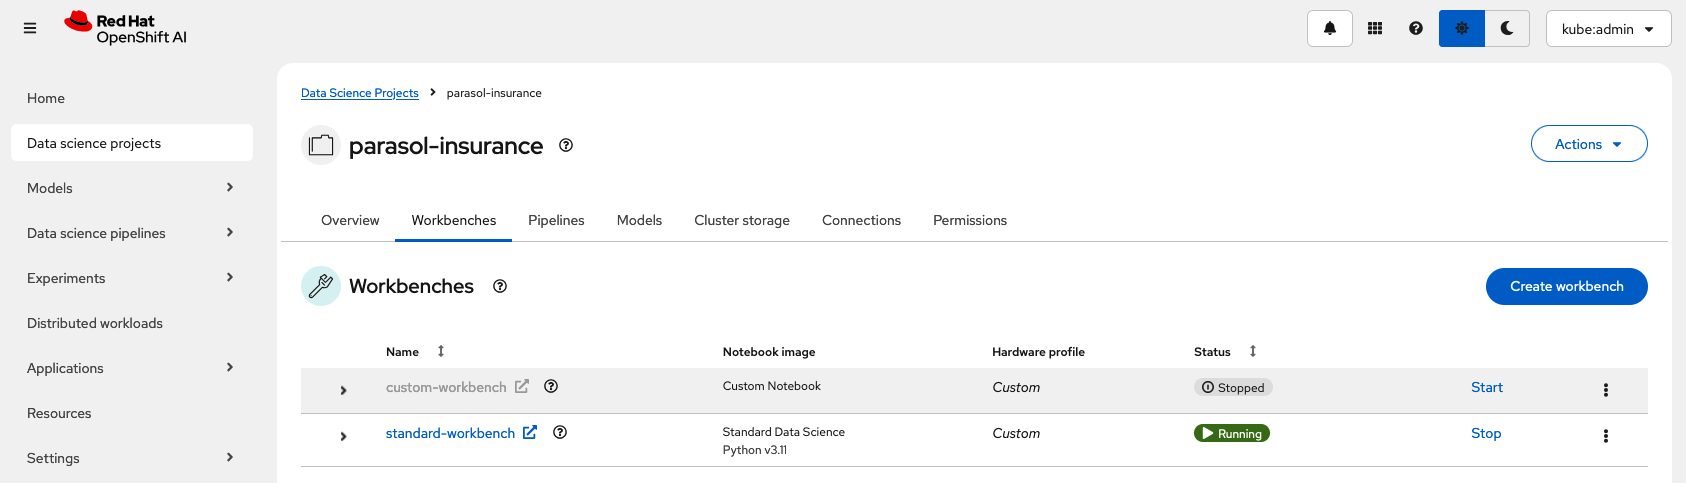 Red Hat
OpenShift AI
kube:admin
Home
Data science projects
Models
Data science pipelines
Experiments
Distributed workloads
Applications
Resources
Settings
Data Science Projects > parasol-insurance
parasol-insurance
Actions
Overview Workbenches Pipelines Models Cluster storage Connections Permissions
Workbenches
Create workbench
Name Notebook image Hardware profile Status
custom-workbench Custom Notebook Custom Stopped Start
standard-workbench Standard Data Science Custom Running Stop
Python v3.11